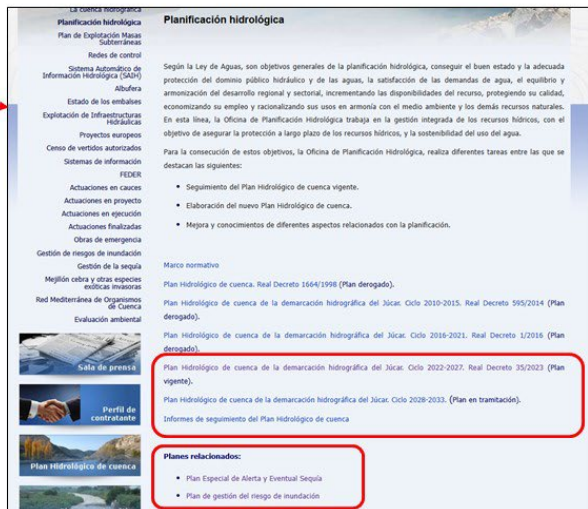 La cuenca hidrográfica
Planificación hidrológica
Plan de Explotación Masas
Subterráneas
Redes de control
Sistema Automático de
Información Hidrológica (SAIH)
Albufera
Estado de los embalses
Explotación de Infraestructuras
Hidráulicas
Proyectos europeos
Censo de vertidos autorizados
Sistemas de información
FEDER
Actuaciones en cauces
Actuaciones en proyecto
Actuaciones en ejecución
Actuaciones finalizadas
Obras de emergencia
Gestión de riesgos de inundación
Gestión de la sequía
Mejillón cebra y otras especies
exóticas invasoras
Red Mediterránea de Organismos
de Cuenca
Evaluación ambiental
Sala de prensa
Perfil de
contratante
Plan Hidrológico de cuenca
Planificación hidrológica
Según la Ley de Aguas, son objetivos generales de la planificación hidrológica, conseguir el buen estado y la adecuada
protección del dominio público hidráulico y de las aguas, la satisfacción de las demandas de agua, el equilibrio y
armonización del desarrollo regional y sectorial, incrementando las disponibilidades del recurso, protegiendo su calidad,
economizando su empleo y racionalizando sus usos en armonía con el medio ambiente y los demás recursos naturales.
En esta línea, la Oficina de Planificación Hidrológica trabaja en la gestión integrada de los recursos hídricos, con el
objetivo de asegurar la protección a largo plazo de los recursos hídricos, y la sostenibilidad del uso del agua.
Para la consecución de estos objetivos, la Oficina de Planificación Hidrológica, realiza diferentes tareas entre las que se
destacan las siguientes:
▪ Seguimiento del Plan Hidrológico de cuenca vigente.
▪ Elaboración del nuevo Plan Hidrológico de cuenca.
▪ Mejora y conocimientos de diferentes aspectos relacionados con la planificación.
Marco normativo
Plan Hidrológico de cuenca. Real Decreto 1664/1998 (Plan derogado).
Plan Hidrológico de cuenca de la demarcación hidrográfica del Júcar. Ciclo 2010-2015. Real Decreto 595/2014 (Plan
derogado).
Plan Hidrológico de cuenca de la demarcación hidrográfica del Júcar. Ciclo 2016-2021. Real Decreto 1/2016 (Plan
derogado).
Plan Hidrológico de cuenca de la demarcación hidrográfica del Júcar. Ciclo 2022-2027. Real Decreto 35/2023 (Plan
vigente).
Plan Hidrológico de cuenca de la demarcación hidrográfica del Júcar. Ciclo 2028-2033. (Plan en tramitación).
Informes de seguimiento del Plan Hidrológico de cuenca
Planes relacionados:
▪ Plan Especial de Alerta y Eventual Sequía
▪ Plan de gestión del riesgo de inundación